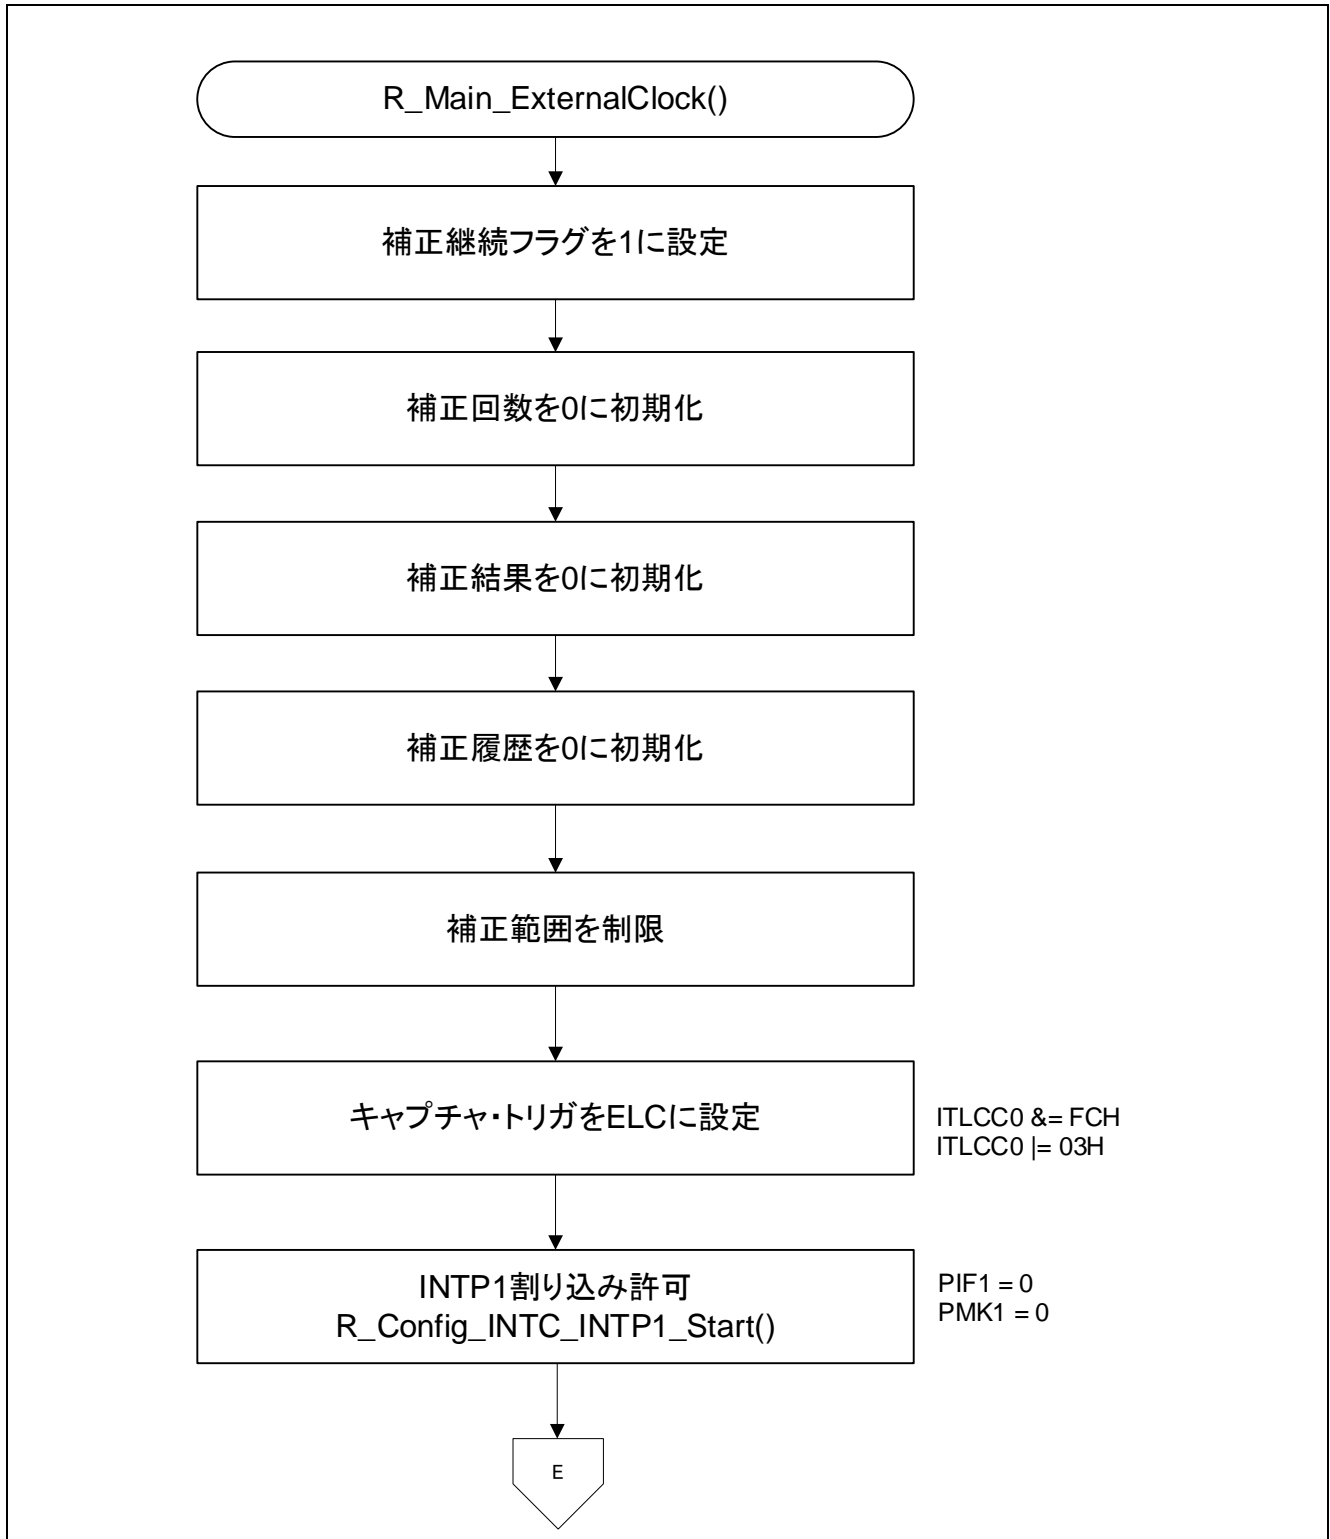 R_Main_ExternalClock()
補正継続フラグを1に設定
補正回数を0に初期化
補正結果を0に初期化
補正履歴を0に初期化
補正範囲を制限
キャプチャ・トリガをELCに設定
ITLCC0 &= FCH
ITLCC0 |= 03H
INTP1割り込み許可
R_Config_INTC_INTP1_Start()
PIF1 = 0
PMK1 = 0
E